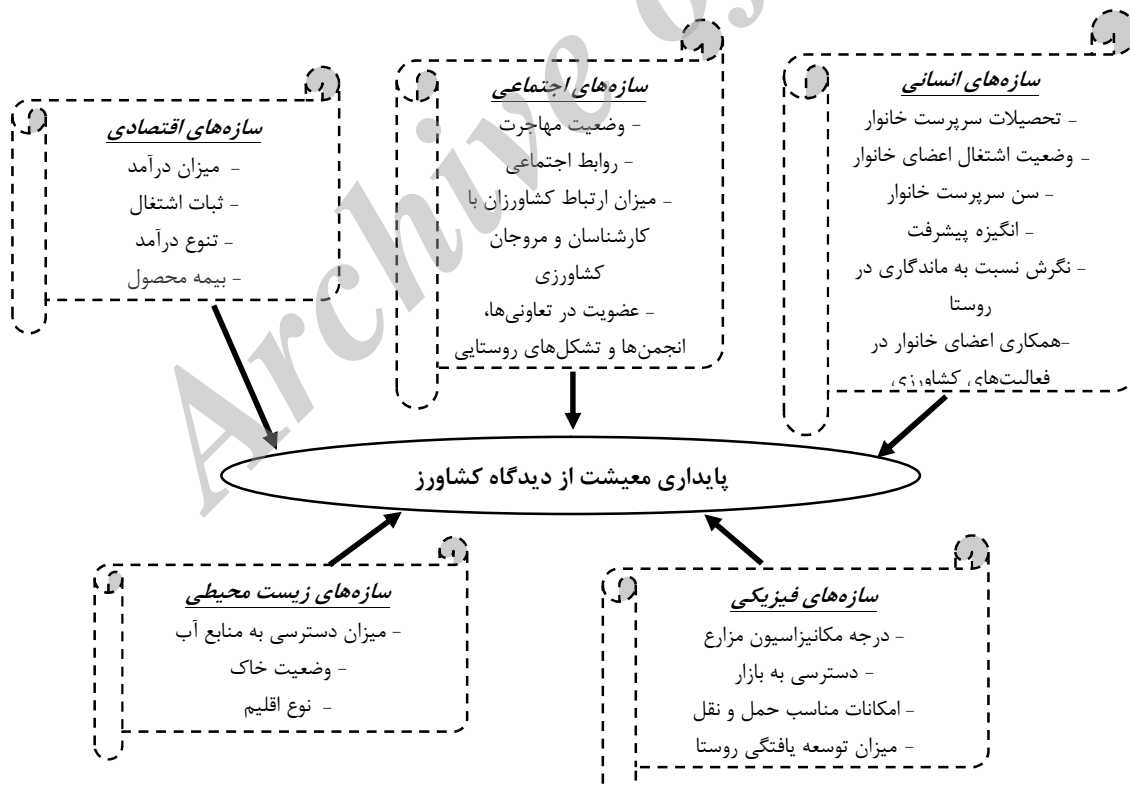 سازه‌های انسانی
- تحصیلات سرپرست خانوار
- وضعیت اشتغال اعضای خانوار
- سن سرپرست خانوار
- انگیزه پیشرفت
- نگرش نسبت به ماندگاری در
روستا
-همکاری اعضای خانوار در
فعالیت‌های کشاورزی
سازه‌های اجتماعی
- وضعیت مهاجرت
- روابط اجتماعی
- میزان ارتباط کشاورزان با
کارشناسان و مروجان
کشاورزی
- عضویت در تعاونی‌ها،
انجمن‌ها و تشکل‌های روستایی
سازه‌های اقتصادی
- میزان درآمد
- ثبات اشتغال
- تنوع درآمد
- بیمه محصول
پایداری معیشت از دیدگاه کشاورز
سازه‌های فیزیکی
- درجه مکانیزاسیون مزارع
- دسترسی به بازار
- امکانات مناسب حمل و نقل
- میزان توسعه یافتگی روستا
سازه‌های زیست محیطی
- میزان دسترسی به منابع آب
- وضعیت خاک
- نوع اقلیم
Archive of